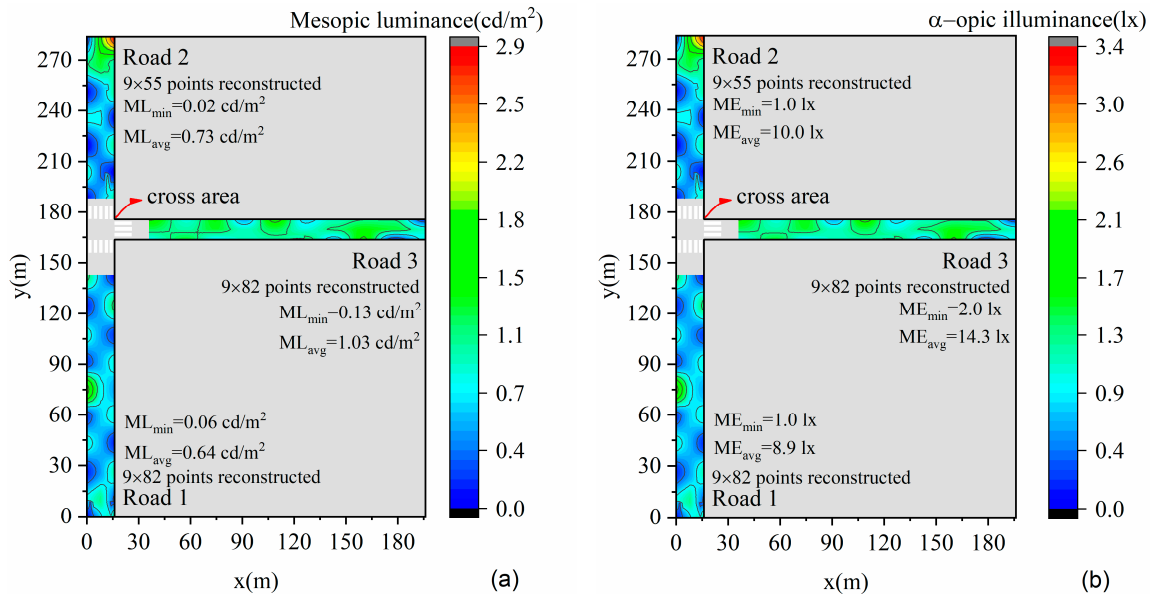 Mesopic luminance(cd/m²)
270
240
210
180
150
120
90
60
30
0
y(m)
0
30
60
90
120
150
180
x(m)
Road 2
9×55 points reconstructed
MLmin=0.02 cd/m²
MLavg=0.73 cd/m²
cross area
Road 3
9×82 points reconstructed
MLmin=0.13 cd/m²
MLavg=1.03 cd/m²
MLmin=0.06 cd/m²
MLavg=0.64 cd/m²
9×82 points reconstructed
Road 1
2.9
2.5
2.2
1.8
1.5
1.1
0.7
0.4
0.0
(a)
α−opic illuminance(lx)
270
240
210
180
150
120
90
60
30
0
y(m)
0
30
60
90
120
150
180
x(m)
Road 2
9×55 points reconstructed
MEmin=1.0 lx
MEavg=10.0 lx
cross area
Road 3
9×82 points reconstructed
MEmin=2.0 lx
MEavg=14.3 lx
MEmin=1.0 lx
MEavg=8.9 lx
9×82 points reconstructed
Road 1
3.4
3.0
2.6
2.1
1.7
1.3
0.9
0.4
0.0
(b)